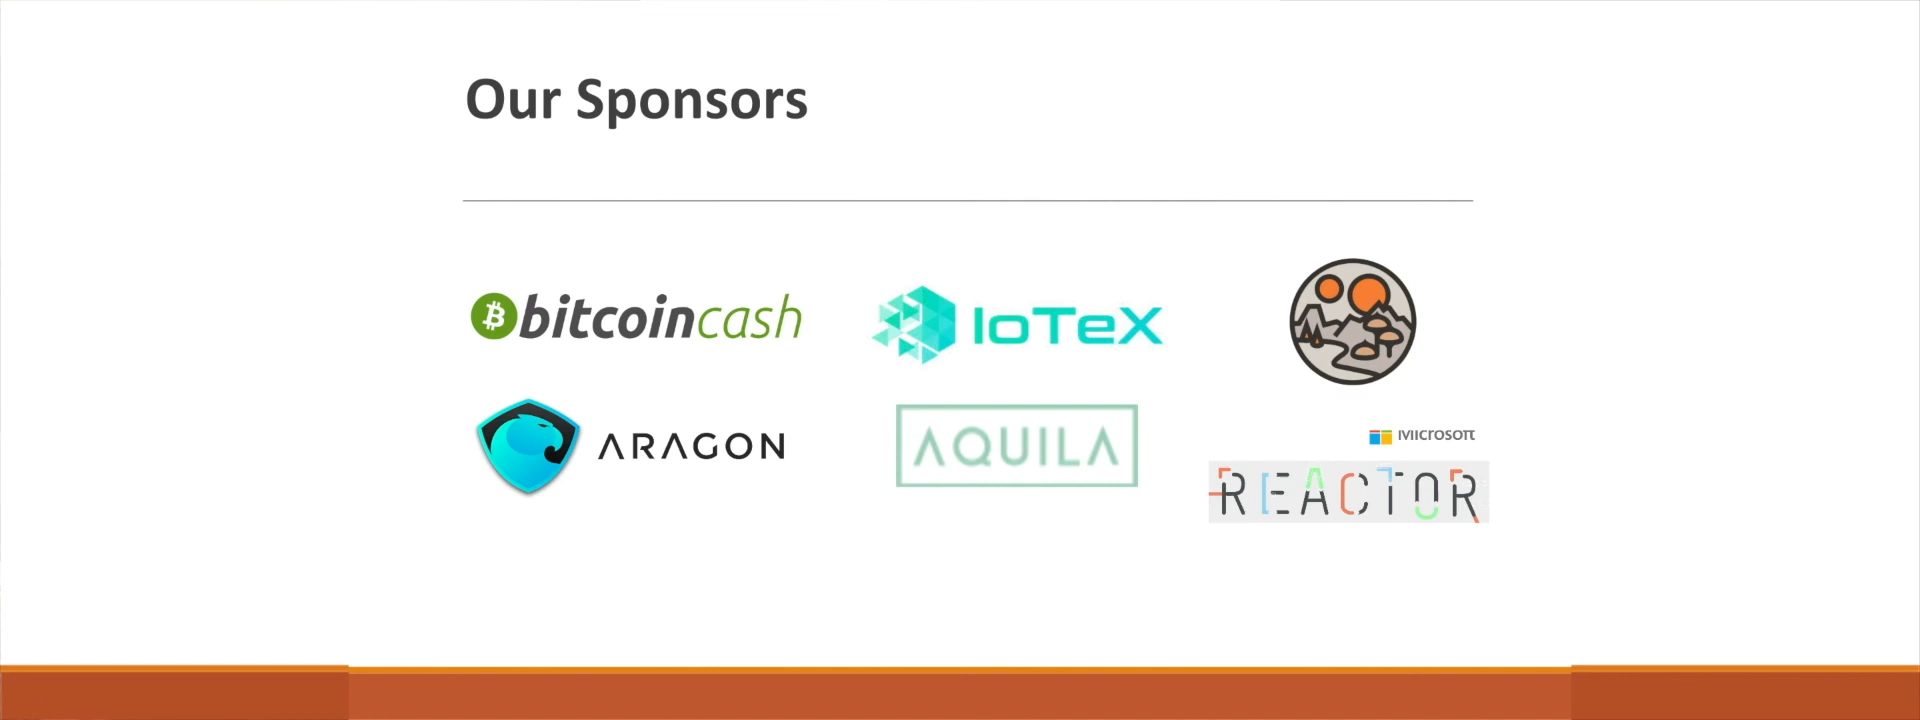 Our Sponsors
bitcoincash
IoTeX
ARAGON
AQUILA
Microsoft
REACTOR